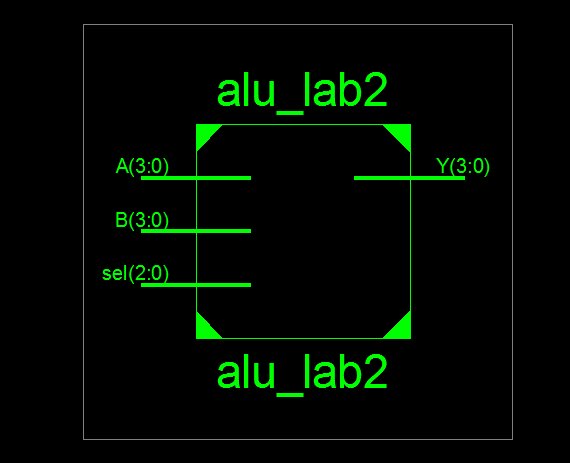 alu_lab2
A(3:0)
Y(3:0)
B(3:0)
sel(2:0)
alu_lab2